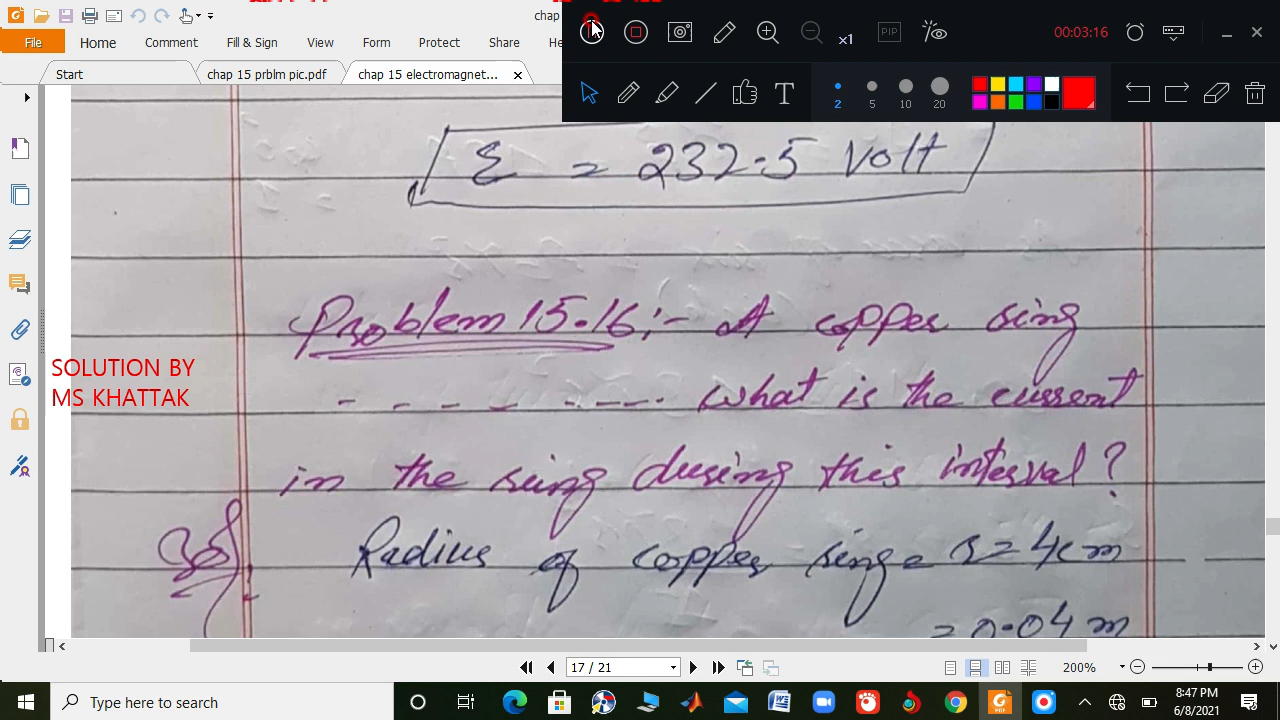 chap
File
Home
Comment
Fill & Sign
View
Form
Protect
Share
He
x1
PIP
00:03:16
Start
chap 15 prblm pic.pdf
chap 15 electromagnet...
T
2
5
10
20
Ɛ = 232.5 Volt
Problem 15.16:- A copper ring
- - - - - - - . What is the current
in the ring during this interval?
SOLUTION BY
MS KHATTAK
Sol:
Radius of copper ring = r = 4cm
= 0.04 m
17 / 21
200%
Type here to search
8:47 PM
6/8/2021